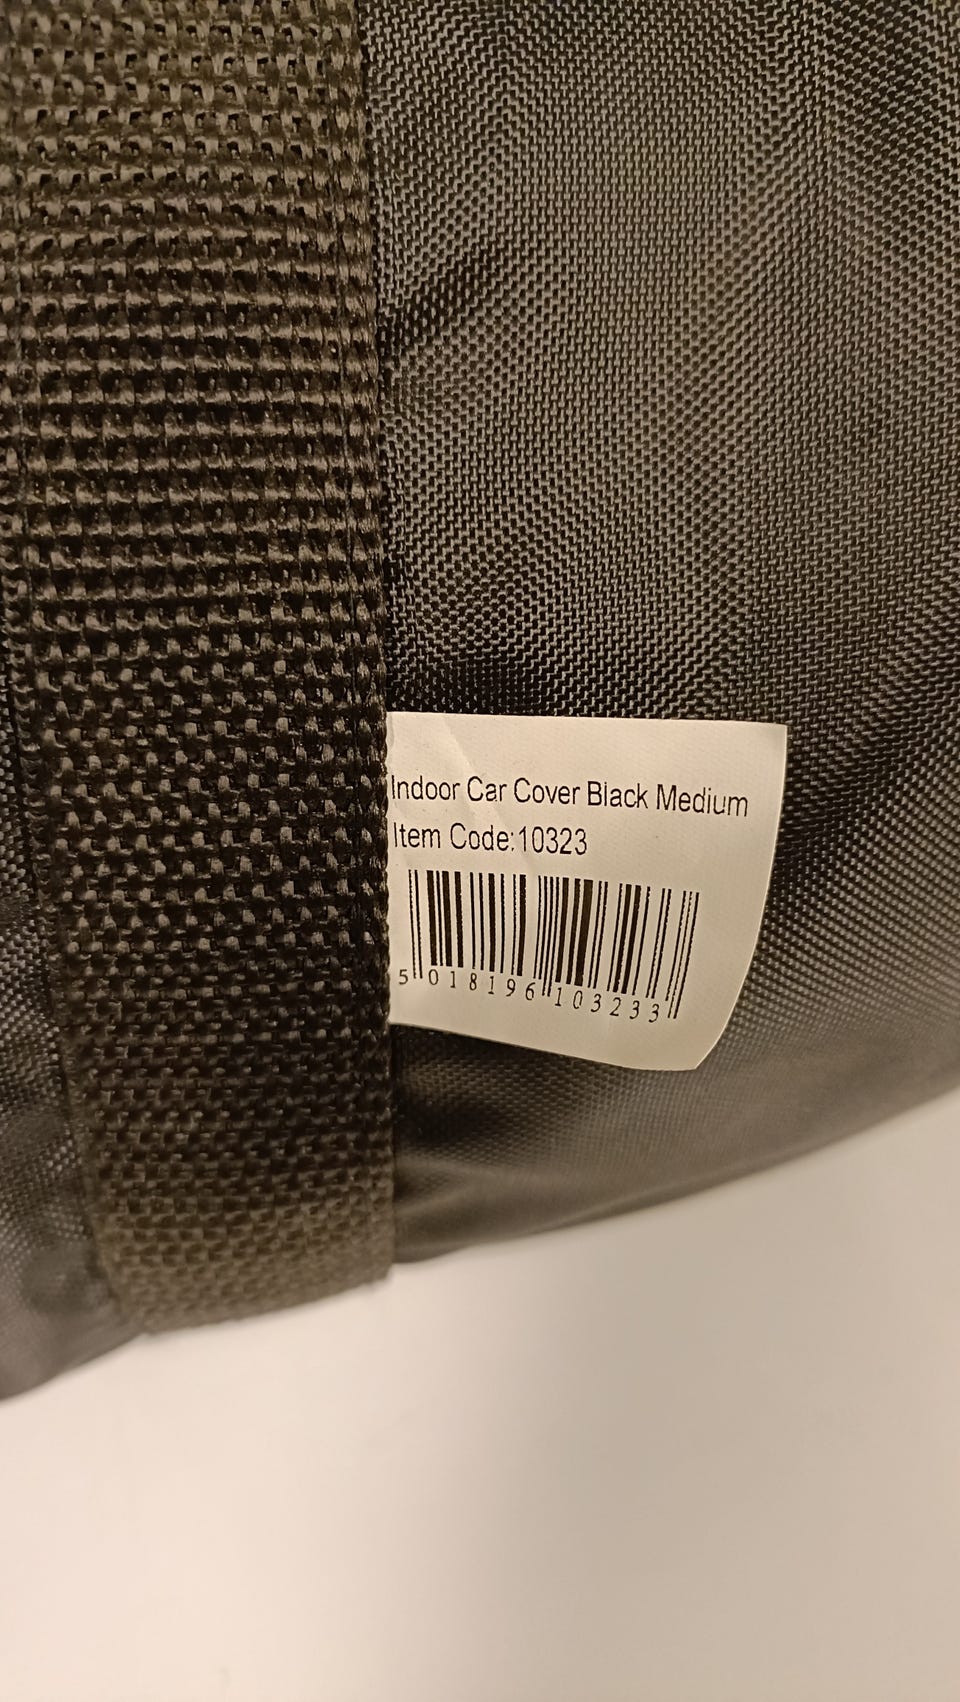 Indoor Car Cover Black Medium
Item Code:10323
5 018196 103233